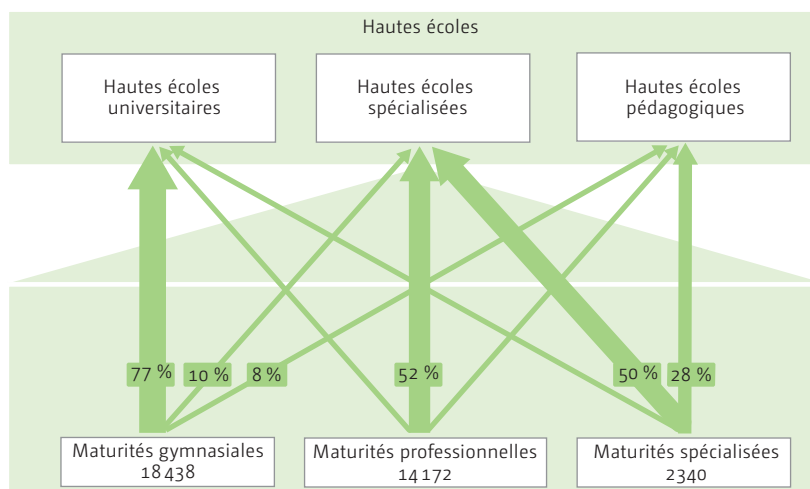 Hautes écoles
Hautes écoles
universitaires
Hautes écoles
spécialisées
Hautes écoles
pédagogiques
77 %
10 %
8 %
52 %
50 %
28 %
Maturités gymnasiales
18 438
Maturités professionnelles
14 172
Maturités spécialisées
2340